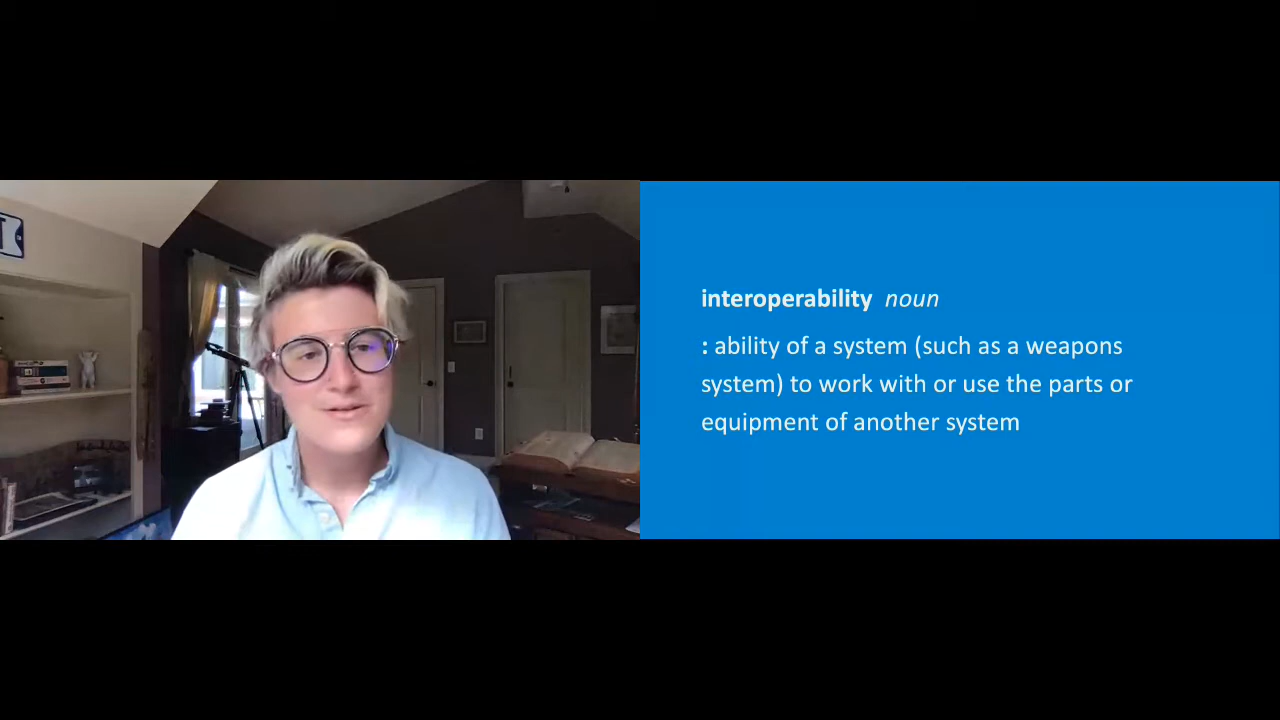 interoperability noun
: ability of a system (such as a weapons
system) to work with or use the parts or
equipment of another system